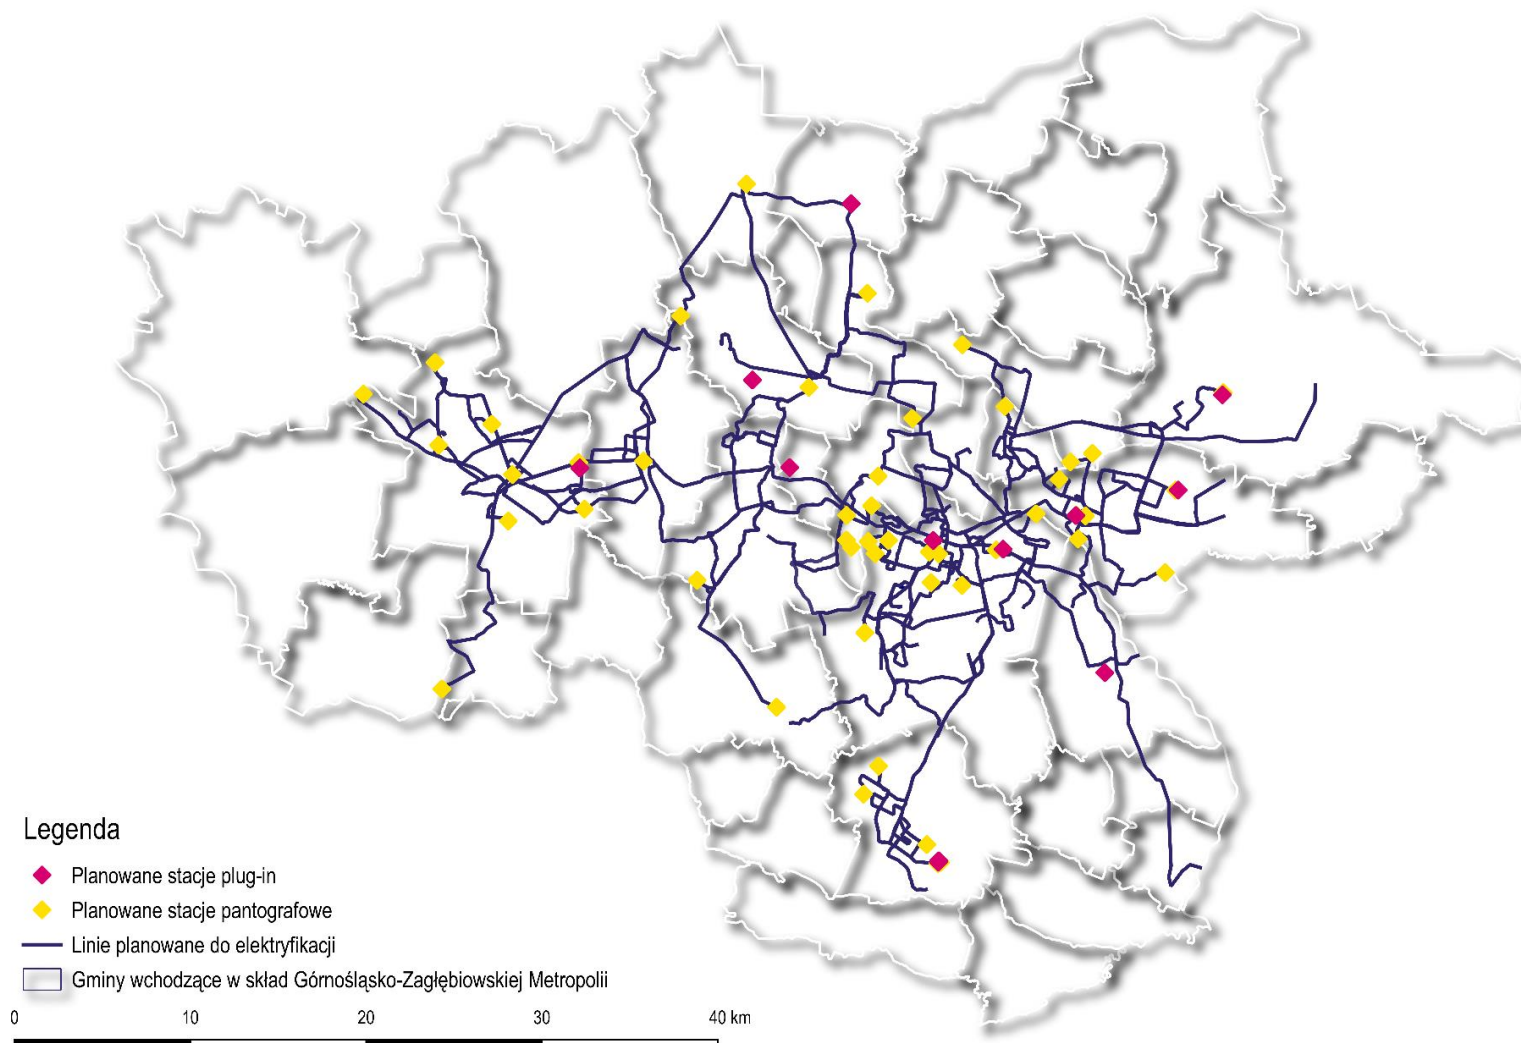 Legenda
Planowane stacje plug-in
Planowane stacje pantografowe
Linie planowane do elektryfikacji
Gminy wchodzące w skład Górnośląsko-Zagłębiowskiej Metropolii
0 10 20 30 40 km